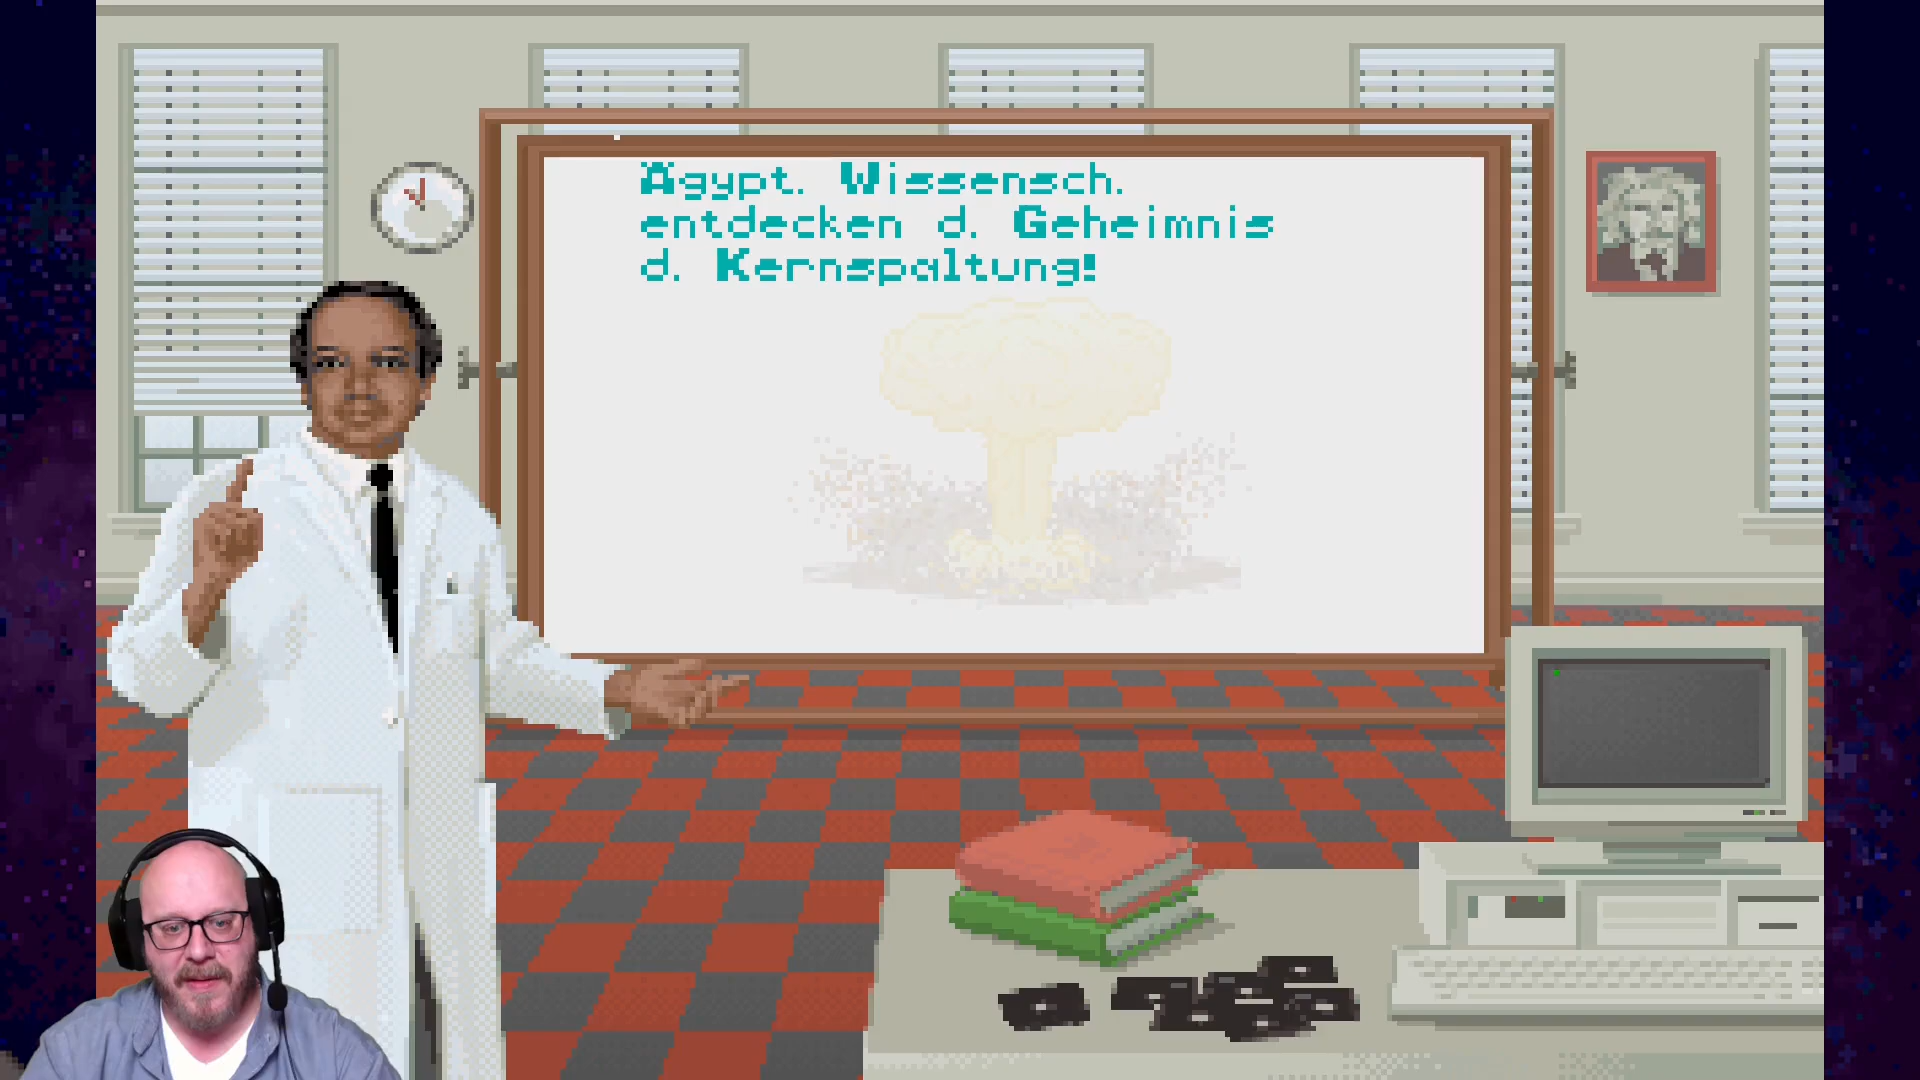 Ägypt. Wissensch.
entdecken d. Geheimnis
d. Kernspaltung!